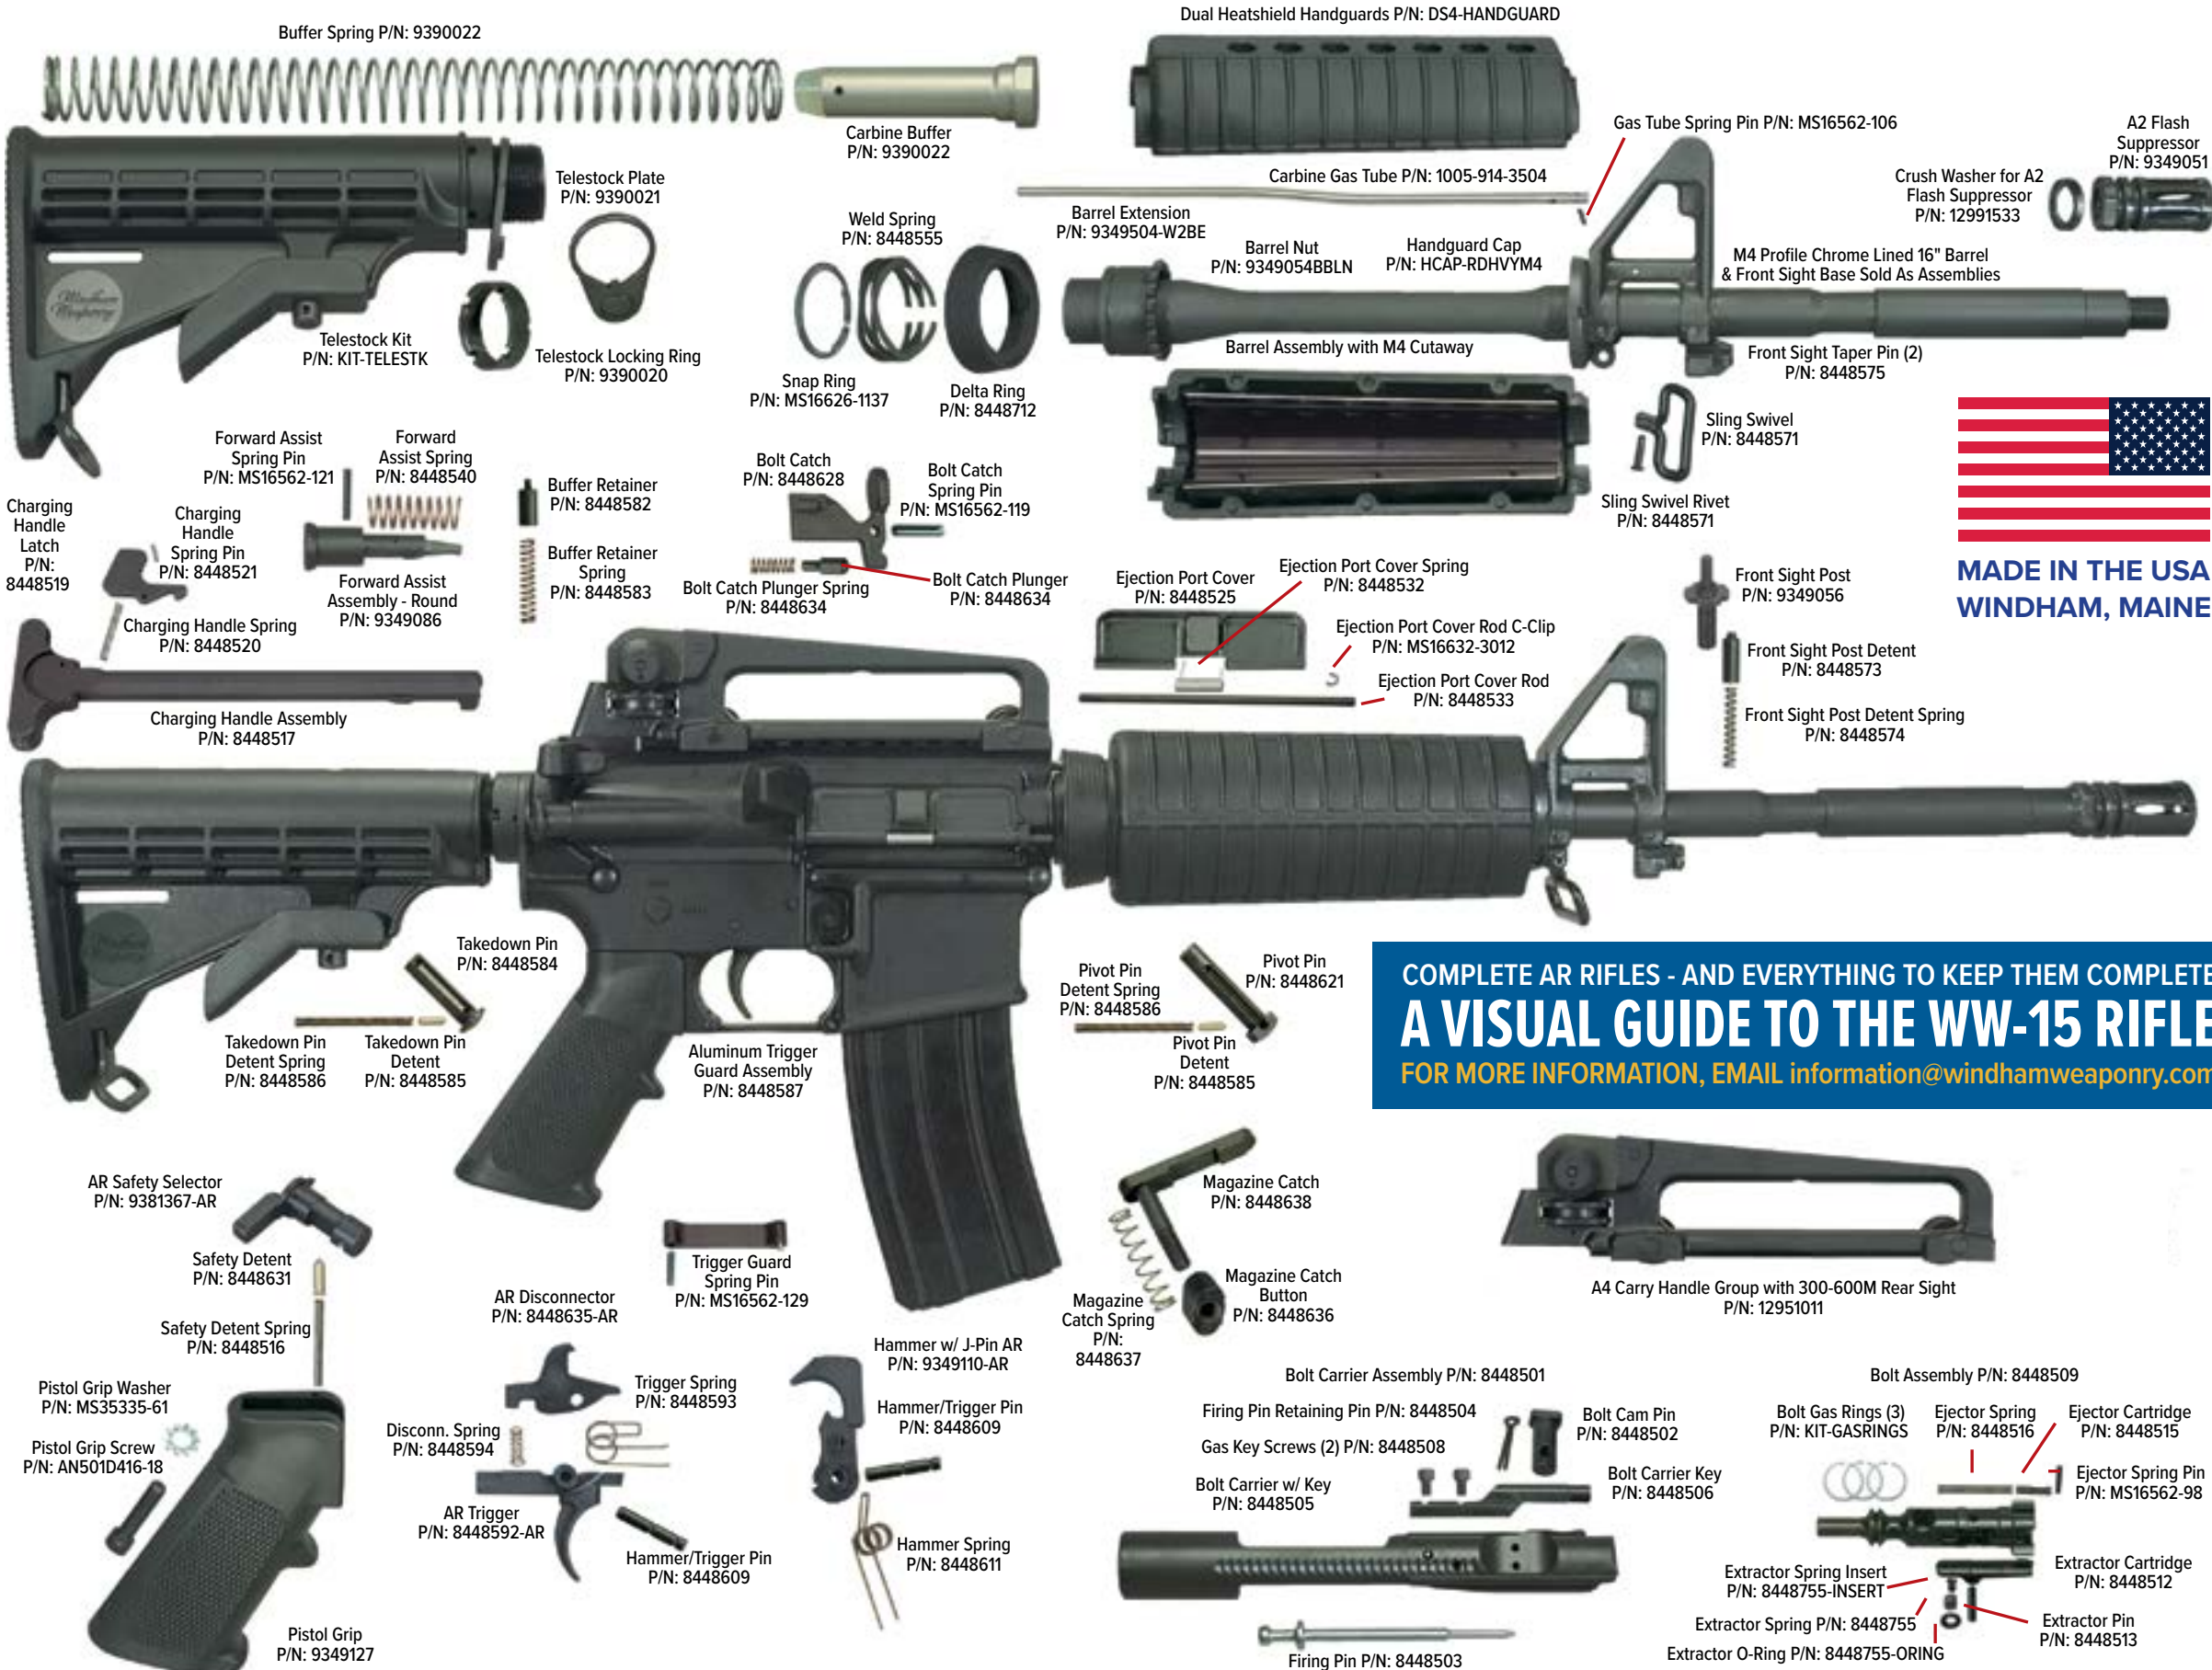 Buffer Spring P/N: 9390022
Dual Heatshield Handguards P/N: DS4-HANDGUARD
Carbine Buffer
P/N: 9390022
Gas Tube Spring Pin P/N: MS16562-106
A2 Flash
Suppressor
P/N: 9349051
Telestock Plate
P/N: 9390021
Carbine Gas Tube P/N: 1005-914-3504
Crush Washer for A2
Flash Suppressor
P/N: 12991533
Weld Spring
P/N: 8448555
Barrel Extension
P/N: 9349504-W2BE
Barrel Nut
P/N: 9349054BBLN
Handguard Cap
P/N: HCAP-RDHVYM4
M4 Profile Chrome Lined 16" Barrel
& Front Sight Base Sold As Assemblies
Windham
Weaponry
Telestock Kit
P/N: KIT-TELESTK
Telestock Locking Ring
P/N: 9390020
Snap Ring
P/N: MS16626-1137
Delta Ring
P/N: 8448712
Barrel Assembly with M4 Cutaway
Front Sight Taper Pin (2)
P/N: 8448575
Sling Swivel
P/N: 8448571
Sling Swivel Rivet
P/N: 8448571
MADE IN THE USA
WINDHAM, MAINE
Forward Assist
Spring Pin
P/N: MS16562-121
Forward
Assist Spring
P/N: 8448540
Buffer Retainer
P/N: 8448582
Bolt Catch
P/N: 8448628
Bolt Catch
Spring Pin
P/N: MS16562-119
Charging
Handle
Latch
P/N:
8448519
Charging
Handle
Spring Pin
P/N: 8448521
Forward Assist
Assembly - Round
P/N: 9349086
Buffer Retainer
Spring
P/N: 8448583
Bolt Catch Plunger Spring
P/N: 8448634
Bolt Catch Plunger
P/N: 8448634
Ejection Port Cover
P/N: 8448525
Ejection Port Cover Spring
P/N: 8448532
Front Sight Post
P/N: 9349056
Charging Handle Spring
P/N: 8448520
Ejection Port Cover Rod C-Clip
P/N: MS16632-3012
Front Sight Post Detent
P/N: 8448573
Ejection Port Cover Rod
P/N: 8448533
Charging Handle Assembly
P/N: 8448517
Front Sight Post Detent Spring
P/N: 8448574
Takedown Pin
P/N: 8448584
Takedown Pin
Detent Spring
P/N: 8448586
Takedown Pin
Detent
P/N: 8448585
Aluminum Trigger
Guard Assembly
P/N: 8448587
Pivot Pin
Detent Spring
P/N: 8448586
Pivot Pin
P/N: 8448621
Pivot Pin
Detent
P/N: 8448585
COMPLETE AR RIFLES - AND EVERYTHING TO KEEP THEM COMPLETE
A VISUAL GUIDE TO THE WW-15 RIFLE
FOR MORE INFORMATION, EMAIL information@windhamweaponry.com
AR Safety Selector
P/N: 9381367-AR
Safety Detent
P/N: 8448631
Safety Detent Spring
P/N: 8448516
Trigger Guard
Spring Pin
P/N: MS16562-129
Magazine Catch
P/N: 8448638
Magazine
Catch Spring
P/N:
8448637
Magazine Catch
Button
P/N: 8448636
A4 Carry Handle Group with 300-600M Rear Sight
P/N: 12951011
AR Disconnector
P/N: 8448635-AR
Hammer w/ J-Pin AR
P/N: 9349110-AR
Pistol Grip Washer
P/N: MS35335-61
Trigger Spring
P/N: 8448593
Hammer/Trigger Pin
P/N: 8448609
Pistol Grip Screw
P/N: AN501D416-18
Disconn. Spring
P/N: 8448594
AR Trigger
P/N: 8448592-AR
Hammer/Trigger Pin
P/N: 8448609
Hammer Spring
P/N: 8448611
Pistol Grip
P/N: 9349127
Bolt Carrier Assembly P/N: 8448501
Firing Pin Retaining Pin P/N: 8448504
Gas Key Screws (2) P/N: 8448508
Bolt Cam Pin
P/N: 8448502
Bolt Carrier w/ Key
P/N: 8448505
Bolt Carrier Key
P/N: 8448506
Firing Pin P/N: 8448503
Bolt Assembly P/N: 8448509
Bolt Gas Rings (3)
P/N: KIT-GASRINGS
Ejector Spring
P/N: 8448516
Ejector Cartridge
P/N: 8448515
Ejector Spring Pin
P/N: MS16562-98
Extractor Spring Insert
P/N: 8448755-INSERT
Extractor Cartridge
P/N: 8448512
Extractor Spring P/N: 8448755
Extractor Pin
P/N: 8448513
Extractor O-Ring P/N: 8448755-ORING